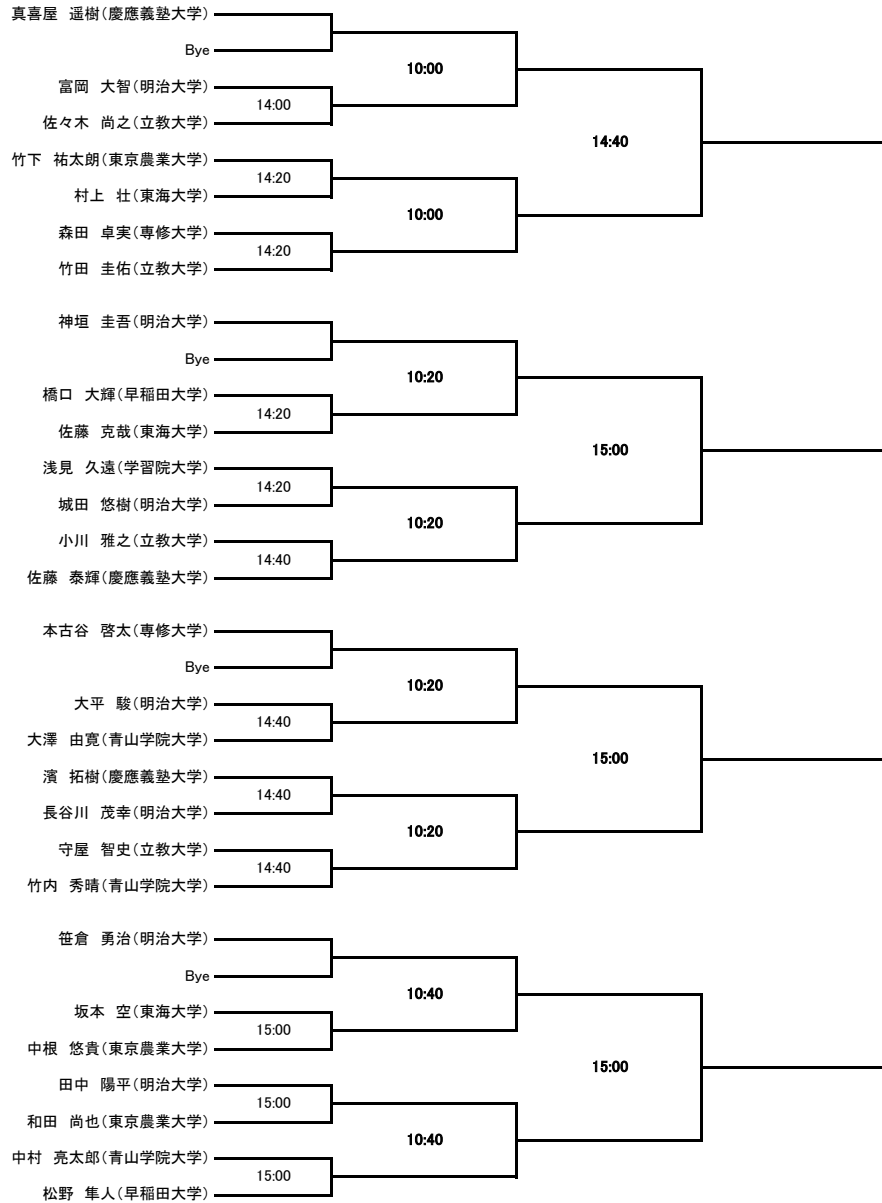 真喜屋 遥樹(慶應義塾大学)
Bye
10:00
富岡 大智(明治大学)
14:00
佐々木 尚之(立教大学)
14:40
竹下 祐太朗(東京農業大学)
14:20
村上 壮(東海大学)
10:00
森田 卓実(専修大学)
14:20
竹田 圭佑(立教大学)
神垣 圭吾(明治大学)
Bye
10:20
橋口 大輝(早稲田大学)
14:20
佐藤 克哉(東海大学)
15:00
浅見 久遠(学習院大学)
14:20
城田 悠樹(明治大学)
10:20
小川 雅之(立教大学)
14:40
佐藤 泰輝(慶應義塾大学)
本古谷 啓太(専修大学)
Bye
10:20
大平 駿(明治大学)
14:40
大澤 由寛(青山学院大学)
15:00
濱 拓樹(慶應義塾大学)
14:40
長谷川 茂幸(明治大学)
10:20
守屋 智史(立教大学)
14:40
竹内 秀晴(青山学院大学)
笹倉 勇治(明治大学)
Bye
10:40
坂本 空(東海大学)
15:00
中根 悠貴(東京農業大学)
15:00
田中 陽平(明治大学)
15:00
和田 尚也(東京農業大学)
10:40
中村 亮太郎(青山学院大学)
15:00
松野 隼人(早稲田大学)